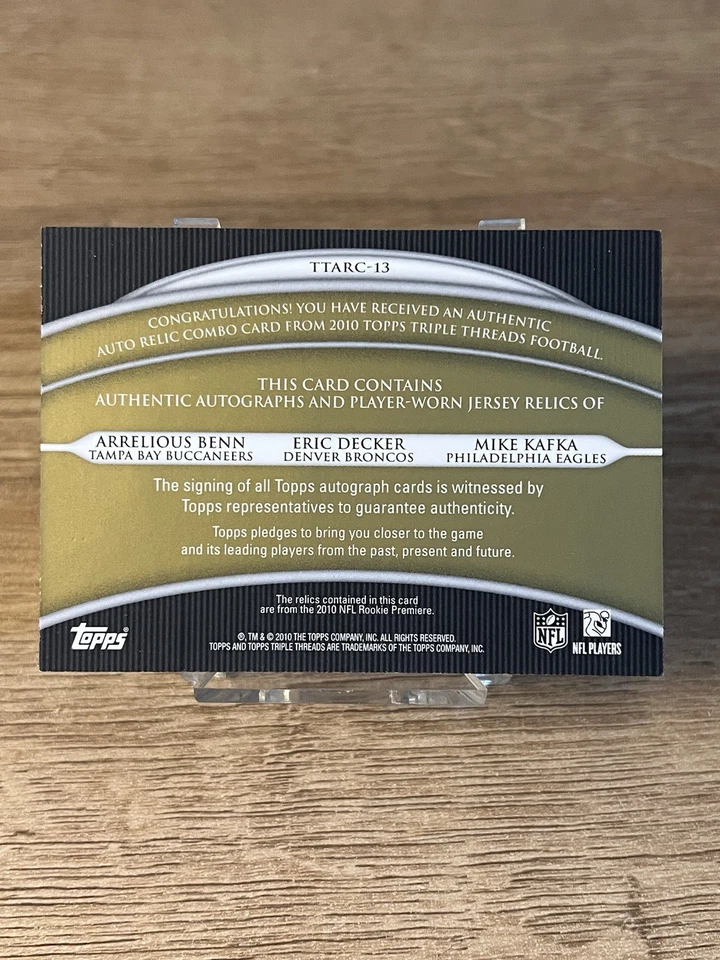 TTARC-13
CONGRATULATIONS! YOU HAVE RECEIVED AN AUTHENTIC
AUTO RELIC COMBO CARD FROM 2010 TOPPS TRIPLE THREADS FOOTBALL.
THIS CARD CONTAINS
AUTHENTIC AUTOGRAPHS AND PLAYER-WORN JERSEY RELICS OF
ARRELIOUS BENN
TAMPA BAY BUCCANEERS
ERIC DECKER
DENVER BRONCOS
MIKE KAFKA
PHILADELPHIA EAGLES
The signing of all Topps autograph cards is witnessed by
Topps representatives to guarantee authenticity.
Topps pledges to bring you closer to the game
and its leading players from the past, present and future.
The relics contained in this card
are from the 2010 NFL Rookie Premiere.
®, TM & © 2010 THE TOPPS COMPANY, INC. ALL RIGHTS RESERVED.
TOPPS AND TOPPS TRIPLE THREADS ARE TRADEMARKS OF THE TOPPS COMPANY, INC.
topps®
NFL
NFL PLAYERS